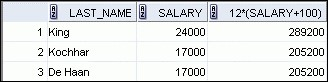 LAST_NAME SALARY 12*(SALARY+100)
1 King 24000 289200
2 Kochhar 17000 205200
3 De Haan 17000 205200